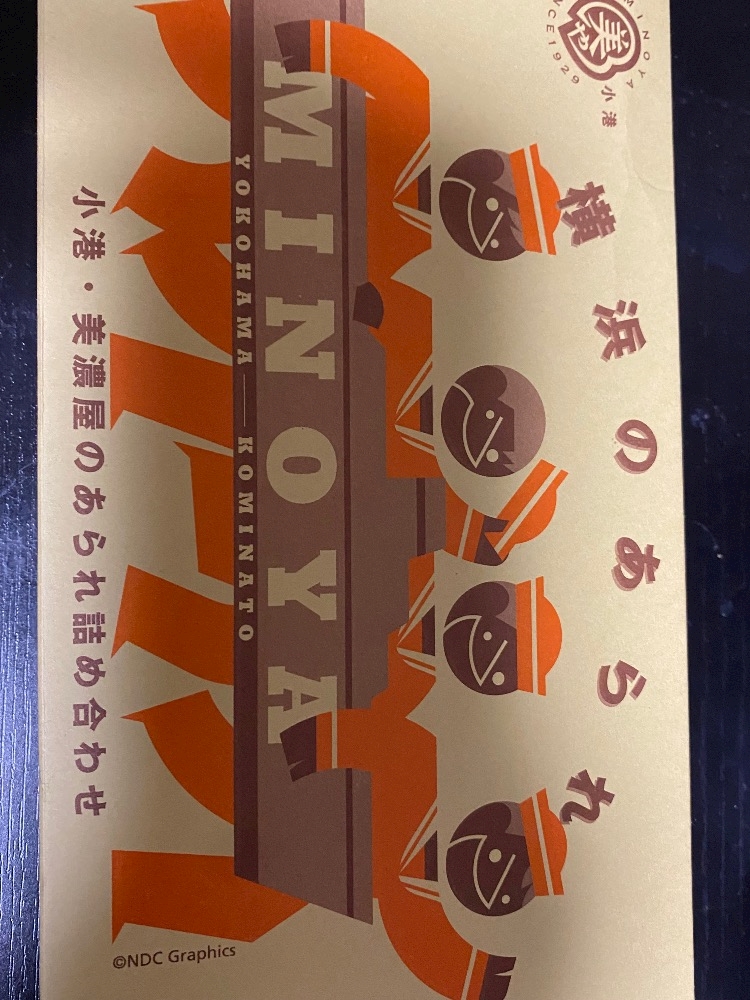 MINOYA
SINCE1929
美や
小港
横浜のあられ
MINOYA
YOKOHAMA — KOMINATO
小港・美濃屋のあられ詰め合わせ
©NDC Graphics